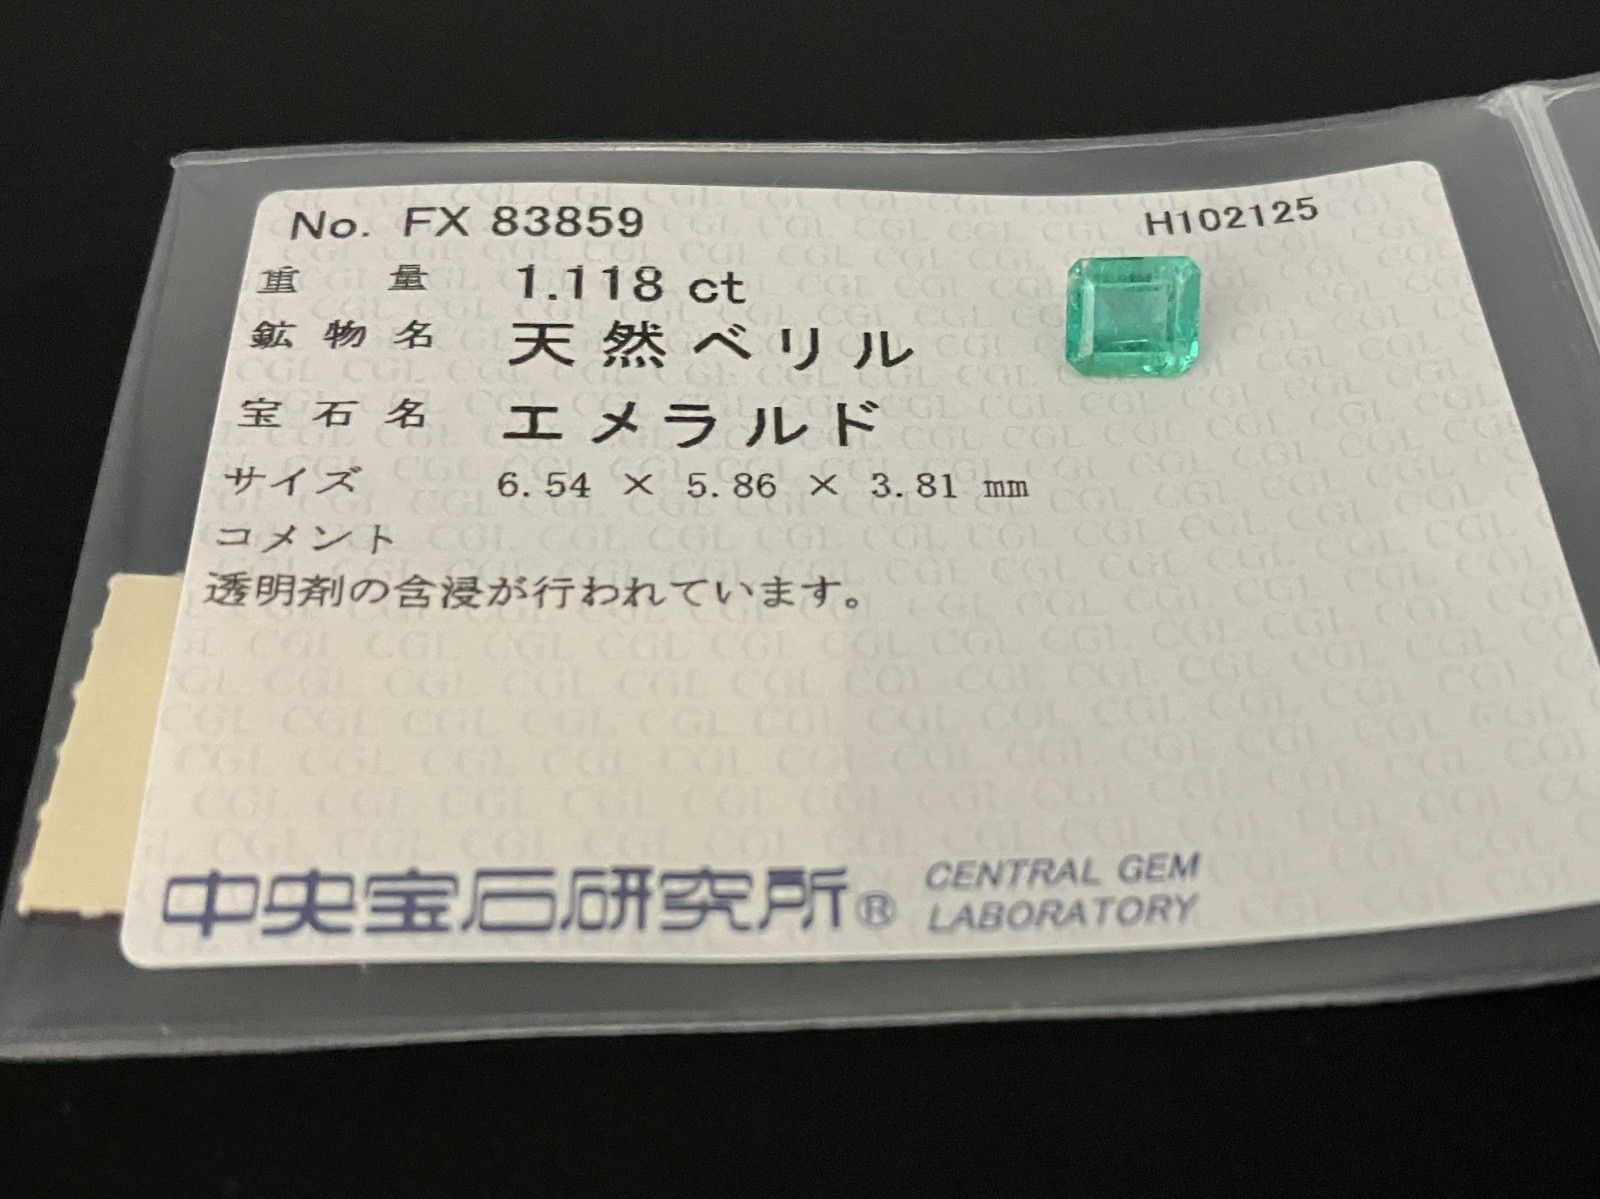 No. FX 83859 H102125
重量 1.118 ct
鉱物名 天然ベリル
宝石名 エメラルド
サイズ 6.54 × 5.86 × 3.81 mm
コメント
透明剤の含浸が行われています。
中央宝石研究所® CENTRAL GEM
LABORATORY